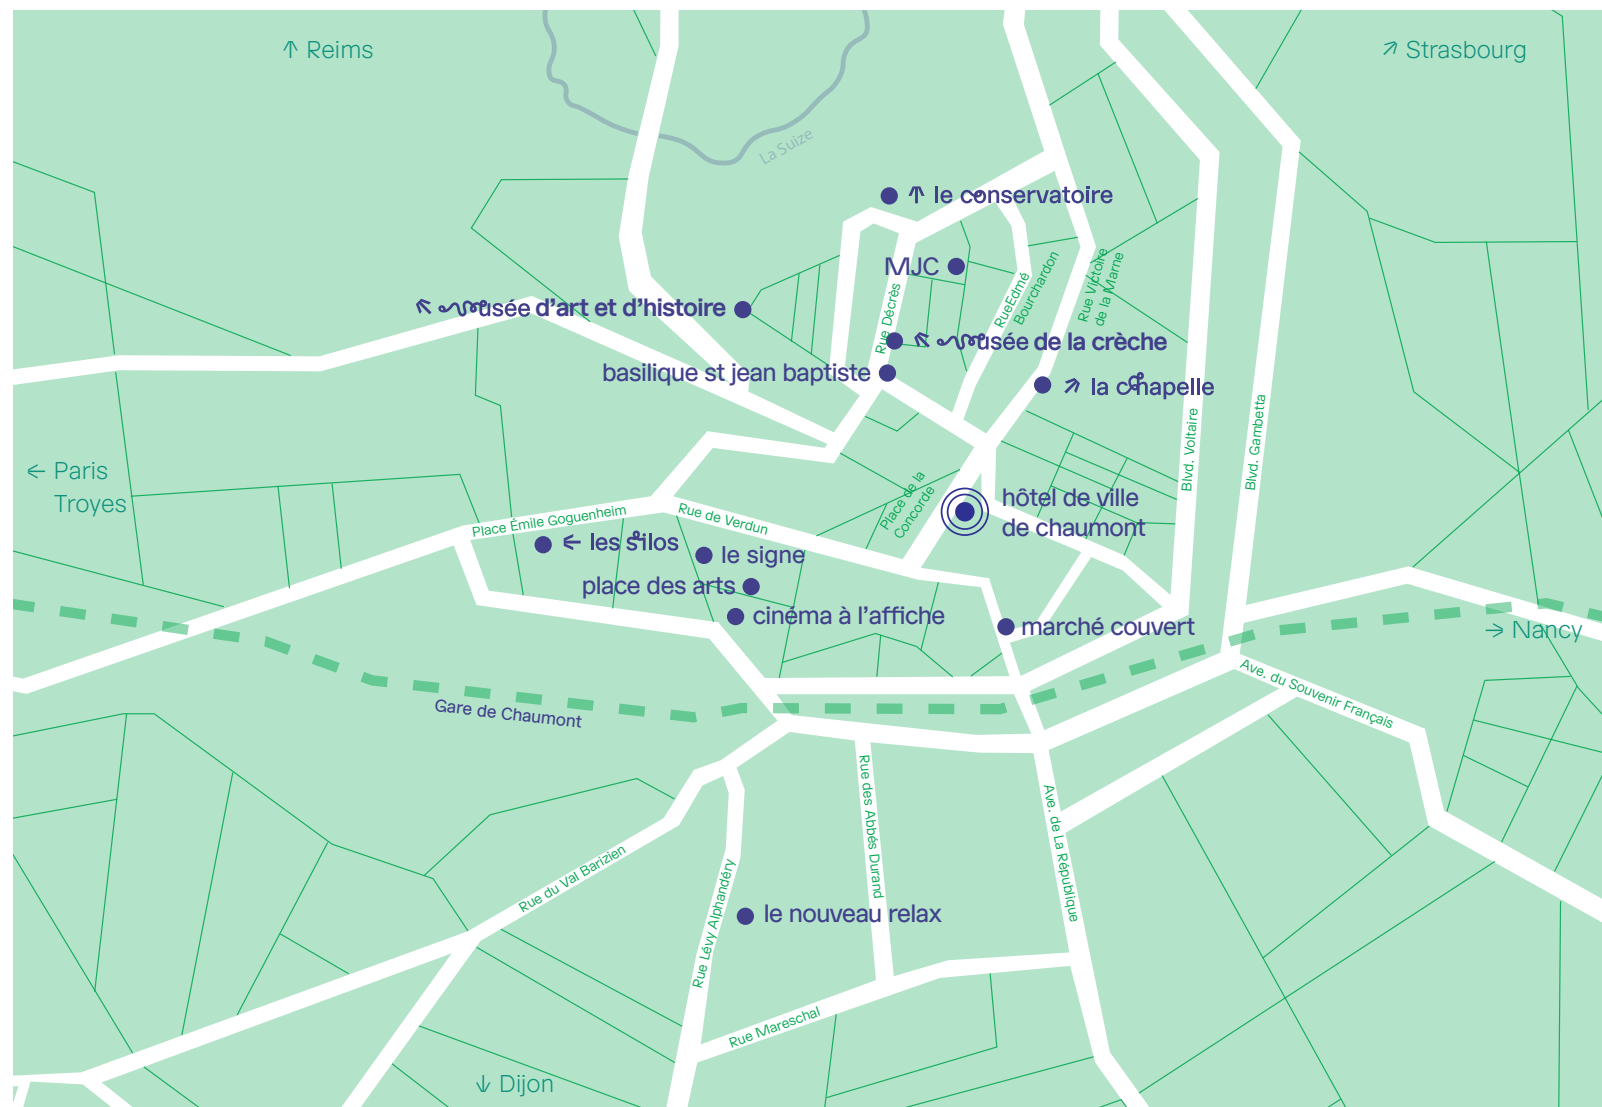 ↑ Reims
↗ Strasbourg
La Suize
↑ le conservatoire
MJC
Rue Décrès
RueEdmé
Bourchardon
Rue Victoire
de la Marne
↖ musée d'art et d'histoire
↖ musée de la crèche
basilique st jean baptiste
↗ la chapelle
Blvd. Voltaire
Blvd. Gambetta
← Paris
Troyes
Place de la
Concorde
hôtel de ville
de chaumont
Place Émile Goguenheim
Rue de Verdun
← les silos
le signe
place des arts
cinéma à l'affiche
marché couvert
→ Nancy
Ave. du Souvenir Français
Gare de Chaumont
Rue des Abbés Durand
Ave. de La République
Rue du Val Barizien
Rue Lévy Alphandéry
le nouveau relax
Rue Mareschal
↓ Dijon